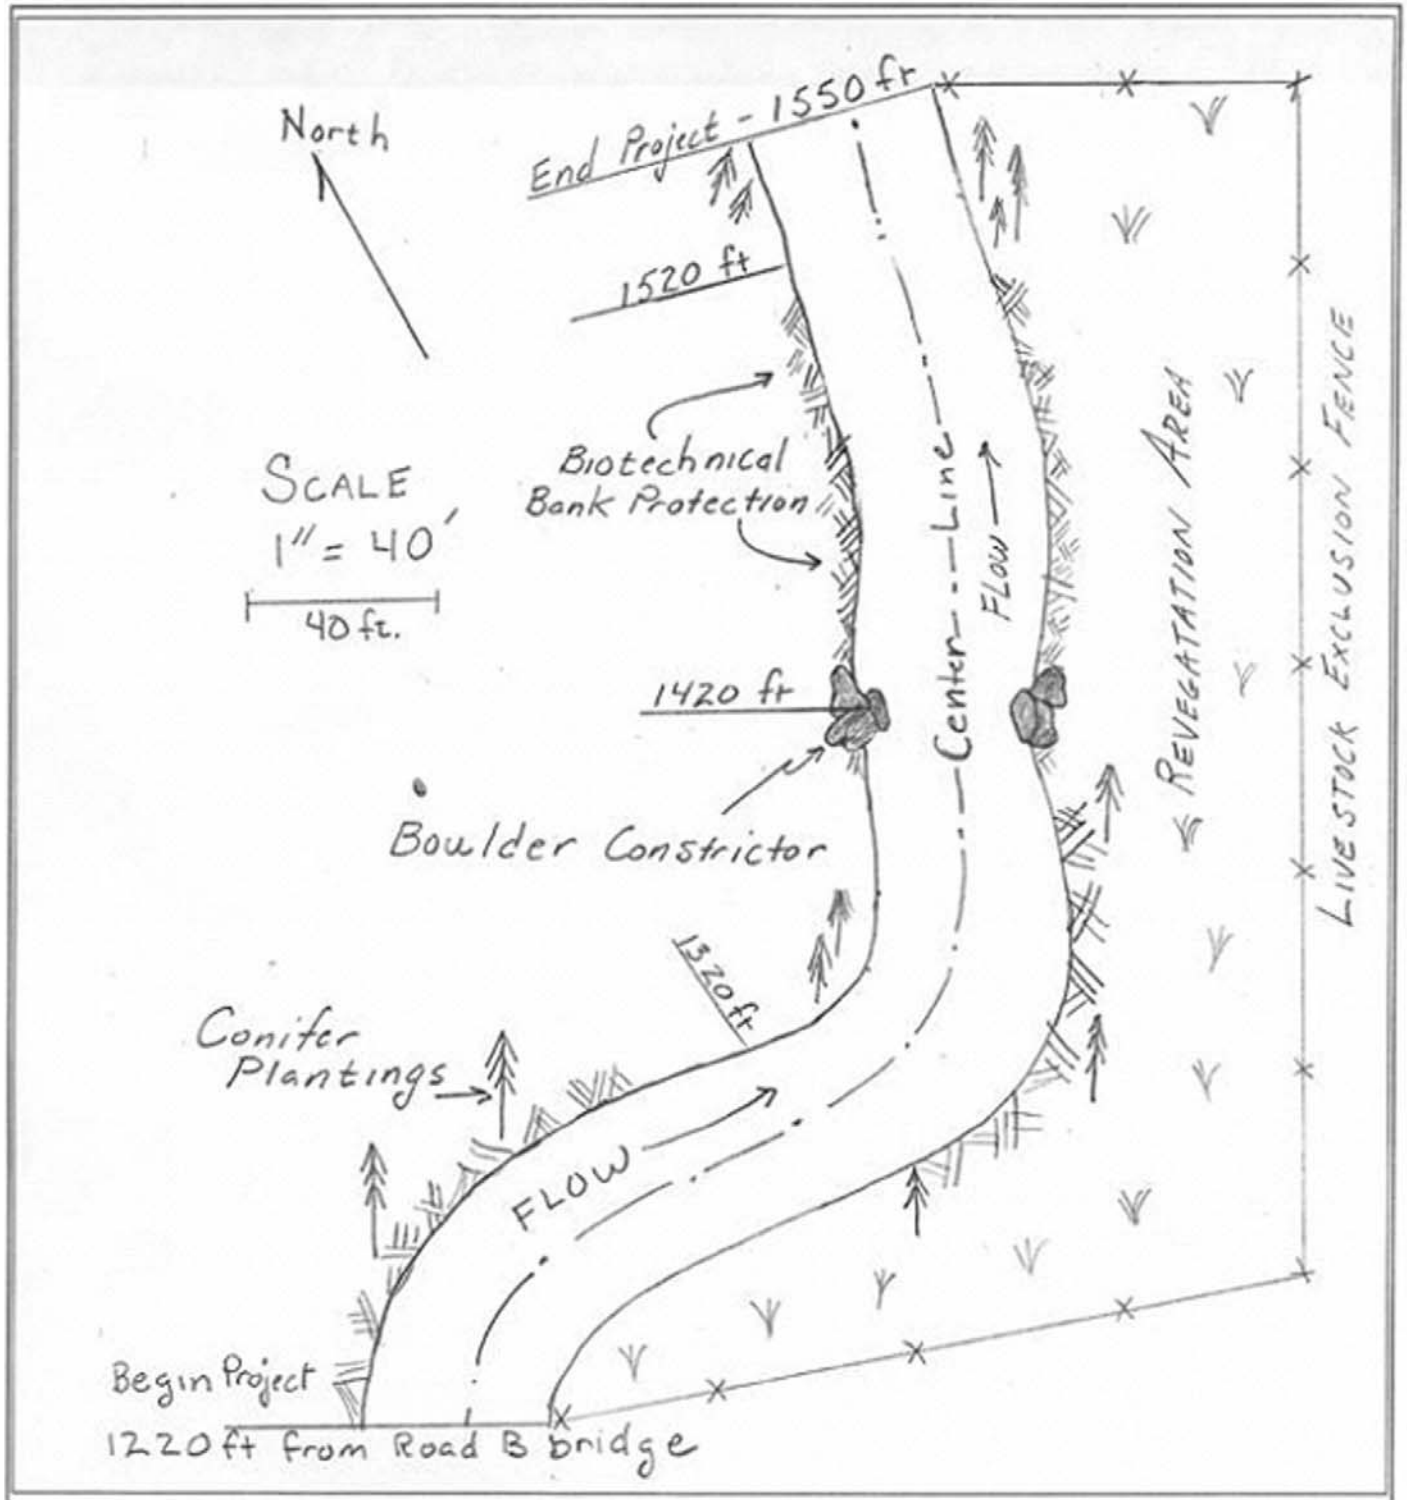 End Project - 1550 ft
North
1520 ft
Biotechnical
Bank Protection
SCALE
1" = 40'
40 ft.
Center Line
FLOW
REVEGATATION AREA
LIVESTOCK EXCLUSION FENCE
1420 ft
Boulder Constrictor
1320 ft
Conifer
Plantings
FLOW
Begin Project
1220 ft from Road B bridge